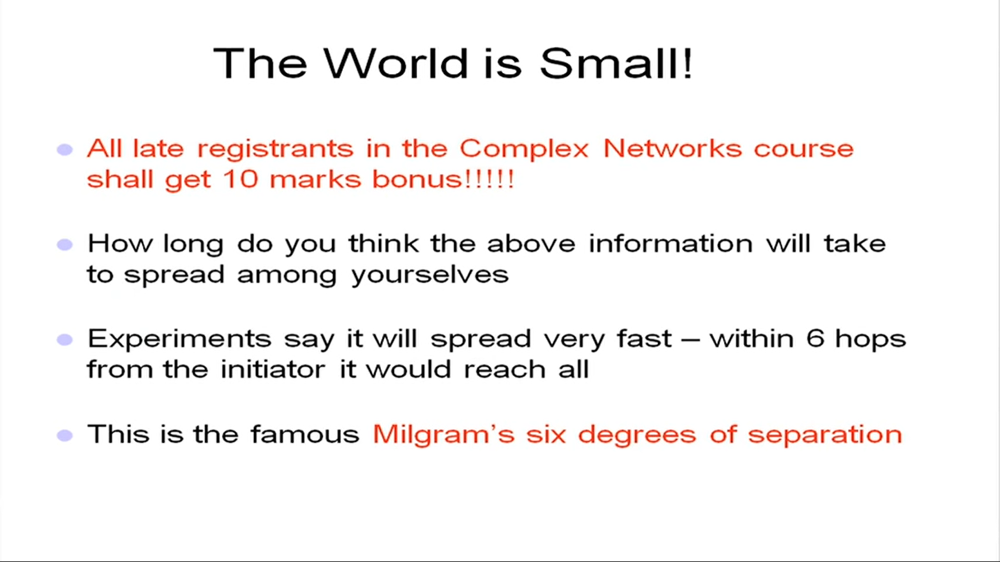 The World is Small!
All late registrants in the Complex Networks course
shall get 10 marks bonus!!!!!
How long do you think the above information will take
to spread among yourselves
Experiments say it will spread very fast – within 6 hops
from the initiator it would reach all
This is the famous Milgram’s six degrees of separation